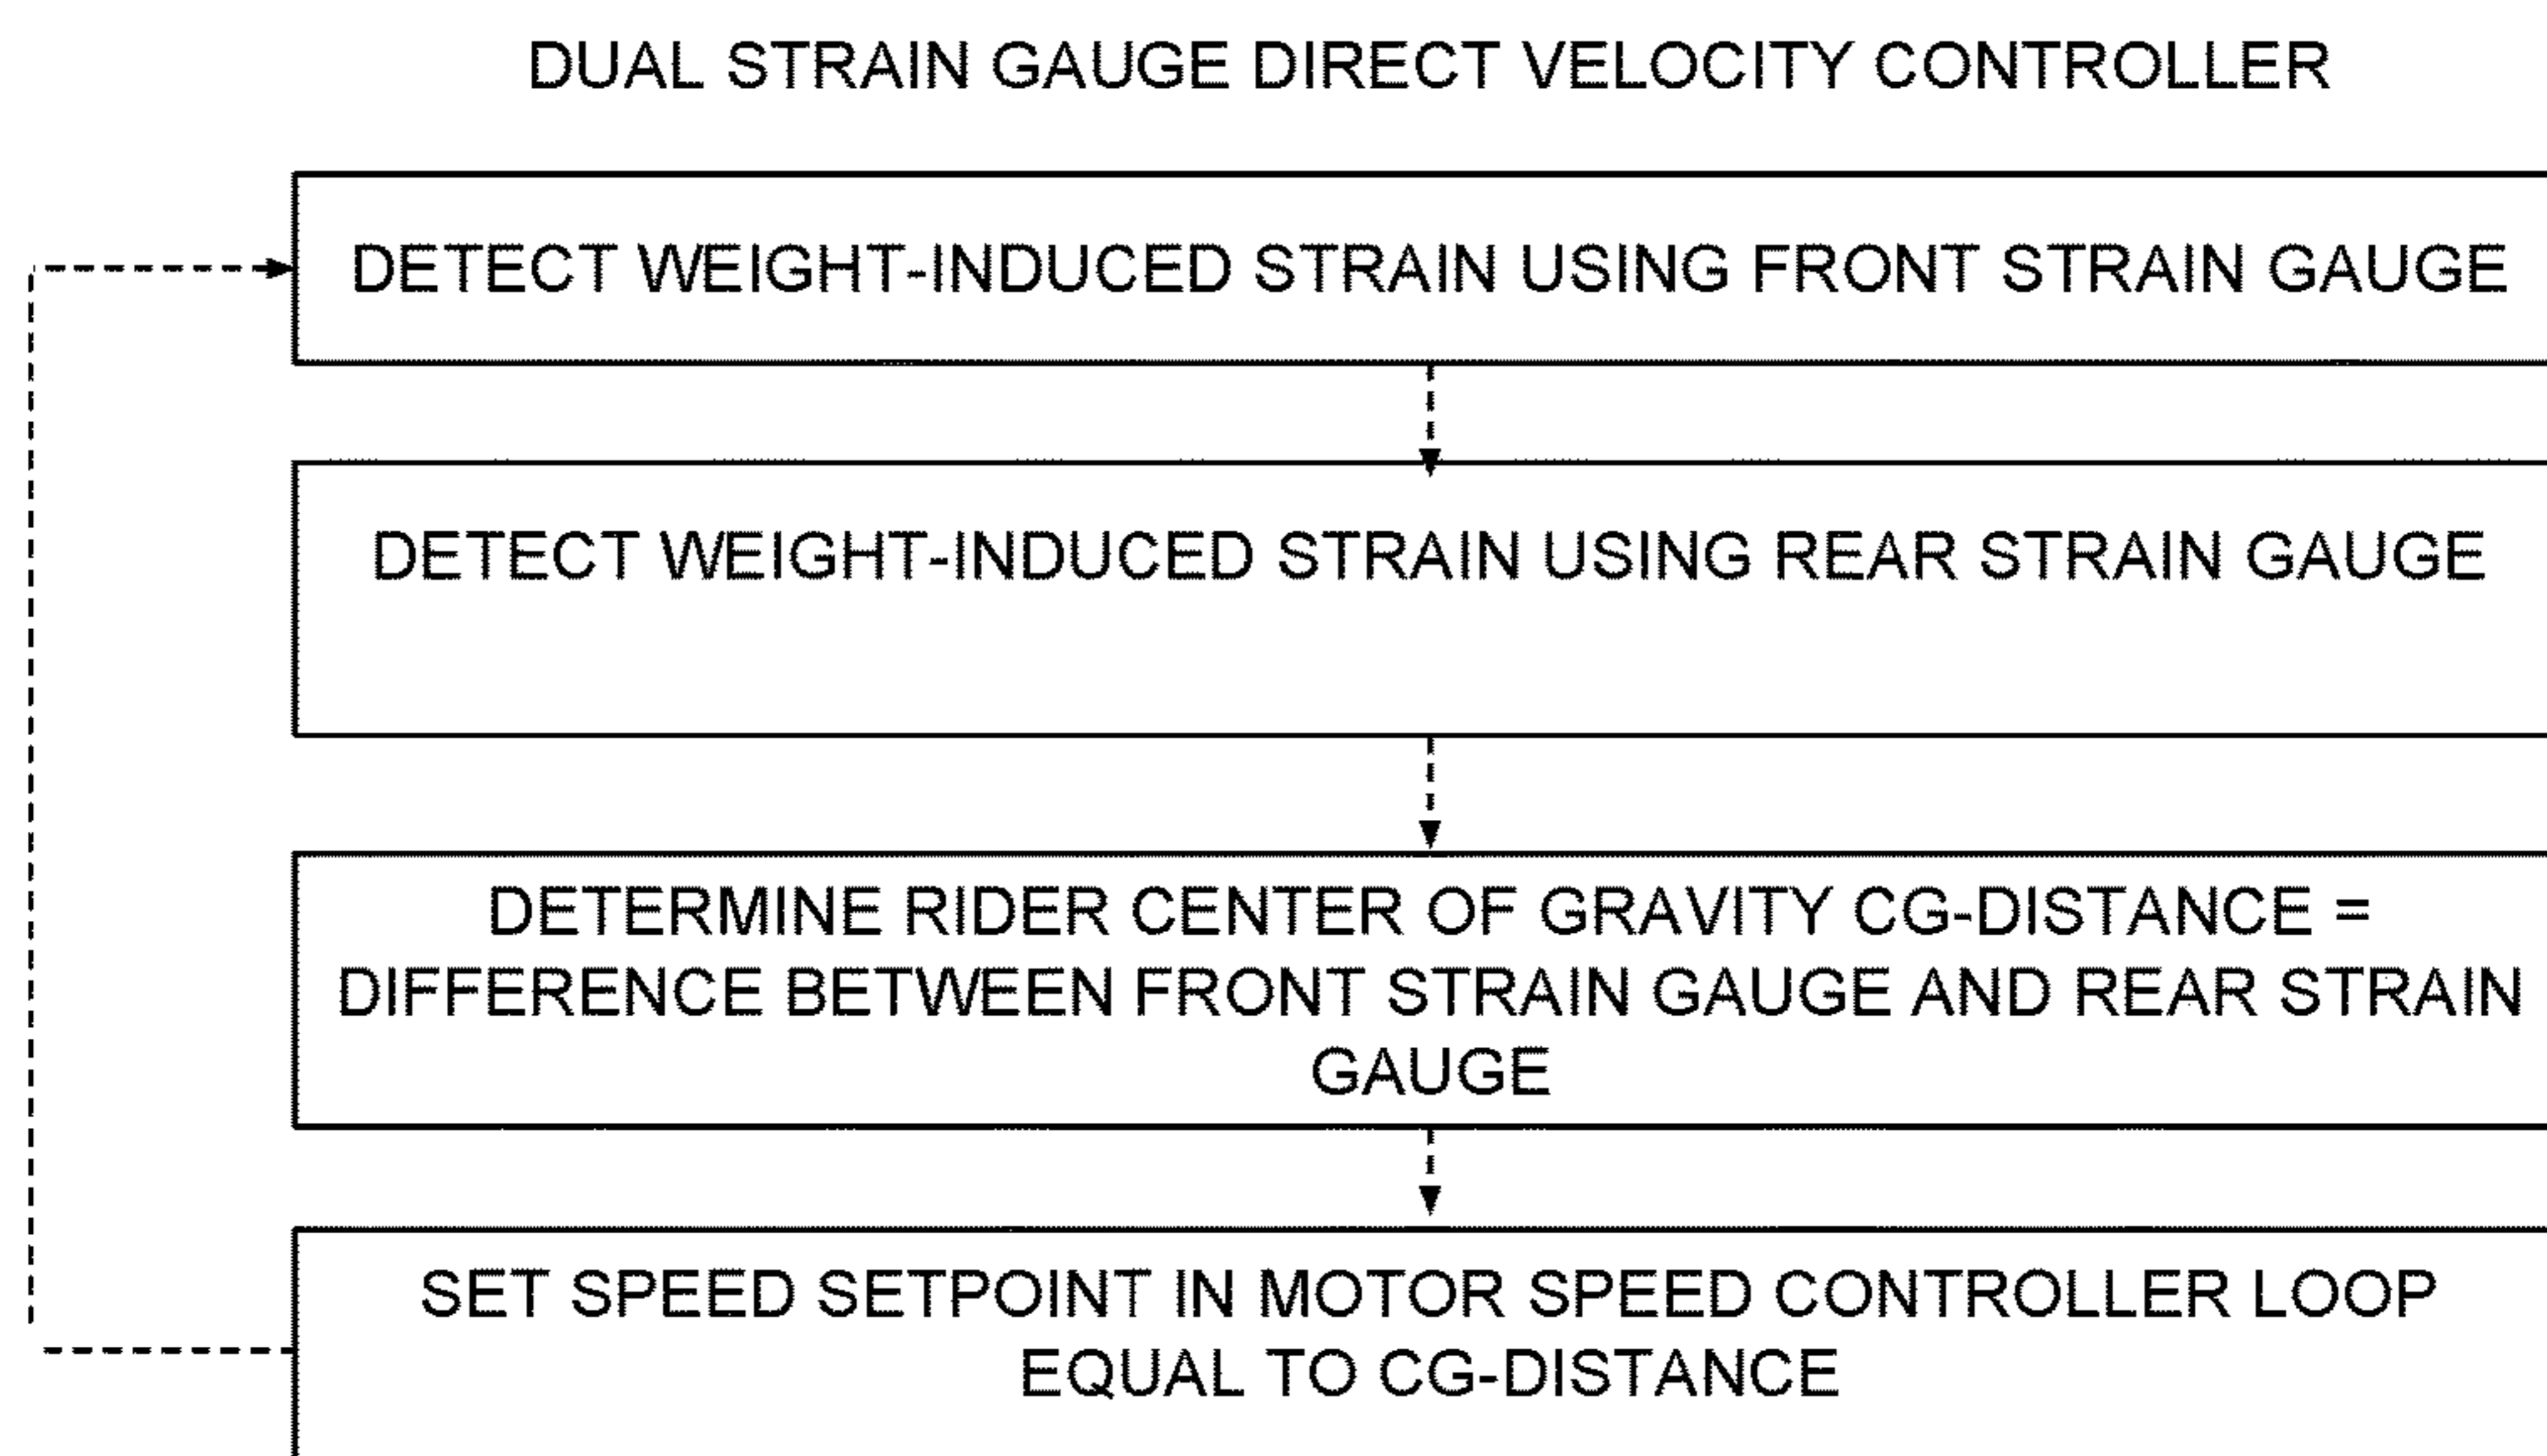 DUAL STRAIN GAUGE DIRECT VELOCITY CONTROLLER
DETECT WEIGHT-INDUCED STRAIN USING FRONT STRAIN GAUGE
DETECT WEIGHT-INDUCED STRAIN USING REAR STRAIN GAUGE
DETERMINE RIDER CENTER OF GRAVITY CG-DISTANCE =
DIFFERENCE BETWEEN FRONT STRAIN GAUGE AND REAR STRAIN
GAUGE
SET SPEED SETPOINT IN MOTOR SPEED CONTROLLER LOOP
EQUAL TO CG-DISTANCE